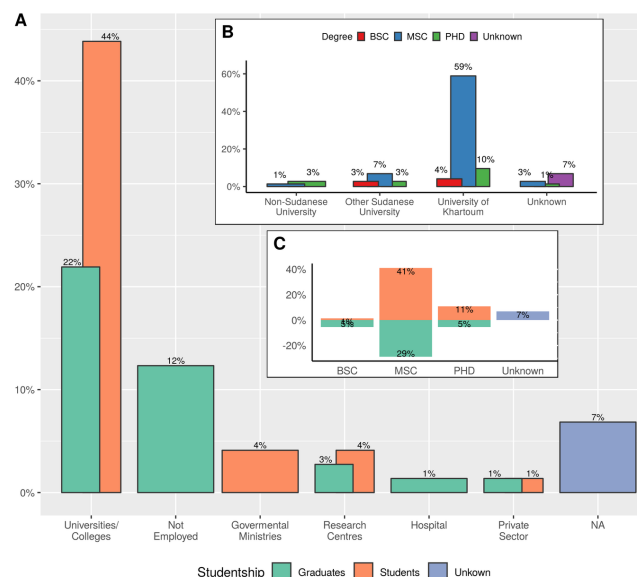 A
44%
40%
30%
22%
20%
12%
10%
7%
4%
3%
4%
1%
1%
1%
0%
Universities/
Colleges
Not
Employed
Govermental
Ministries
Research
Centres
Hospital
Private
Sector
NA
B
Degree BSC MSC PHD Unknown
60%
40%
20%
0%
1%
3%
3%
7%
3%
4%
59%
10%
3%
1%
7%
Non-Sudanese
University
Other Sudanese
University
University of
Khartoum
Unknown
C
40%
20%
0%
-20%
5%
41%
29%
11%
5%
7%
BSC MSC PHD Unknown
Studentship Graduates Students Unkown